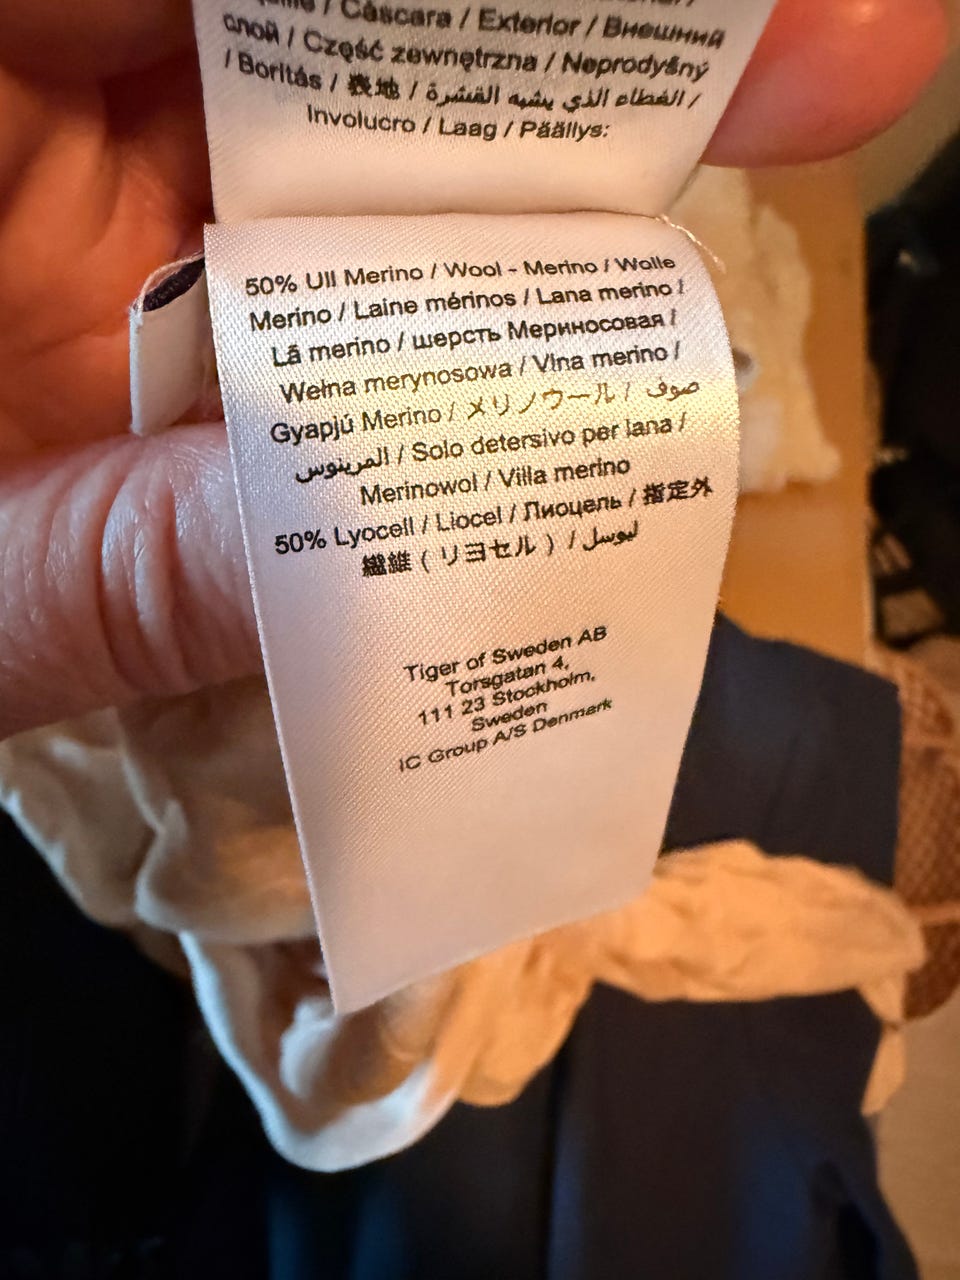 / Cáscara / Exterior / Внешний
слой / Część zewnętrzna / Neprodyšný
/ Borítás / 表地 / الغطاء الذي يشبه القشرة /
Involucro / Laag / Päällys:
50% Ull Merino / Wool - Merino / Wolle
Merino / Laine mérinos / Lana merino /
Lã merino / шерсть Мериносовая /
Wełna merynosowa / Vlna merino /
Gyapjú Merino / メリノウール / صوف
المرينوس / Solo detersivo per lana /
Merinowol / Villa merino
50% Lyocell / Liocel / Лиоцель / 指定外
繊維 ( リヨセル ) / ليوسل
Tiger of Sweden AB
Torsgatan 4,
111 23 Stockholm,
Sweden
IC Group A/S Denmark